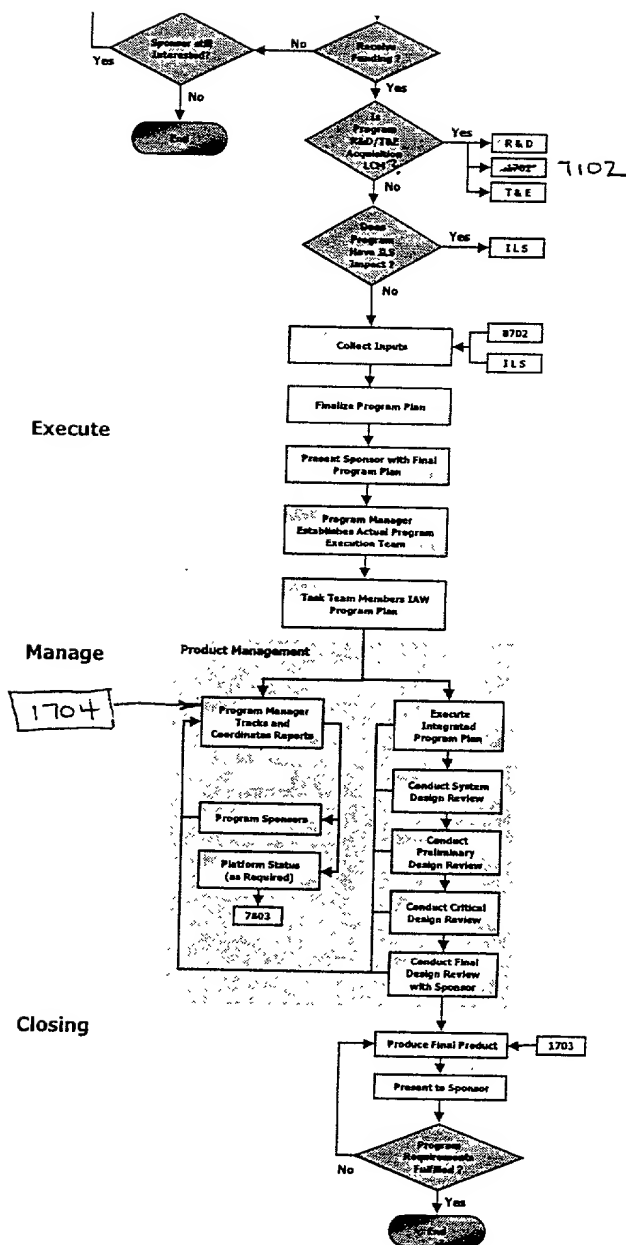 Sponsor still
Interested?
Yes
No
No
End
Receive
Funding ?
Yes
Is
Program
R&D/T&E
Acquisition
LCM ?
Yes
R & D
7102
T & E
No
Does
Program
Have ILS
Impact ?
Yes
I L S
No
Collect Inputs
8702
I L S
Finalize Program Plan
Execute
Present Sponsor with Final
Program Plan
Program Manager
Establishes Actual Program
Execution Team
Task Team Members IAW
Program Plan
Manage
Product Management
1704
Program Manager
Tracks and
Coordinates Reports
Execute
Integrated
Program Plan
Conduct System
Design Review
Program Sponsors
Conduct
Preliminary
Design Review
Platform Status
(as Required)
7803
Conduct Critical
Design Review
Conduct Final
Design Review
with Sponsor
Closing
Produce Final Product
1703
Present to Sponsor
Program
Requirements
Fulfilled ?
No
Yes
End